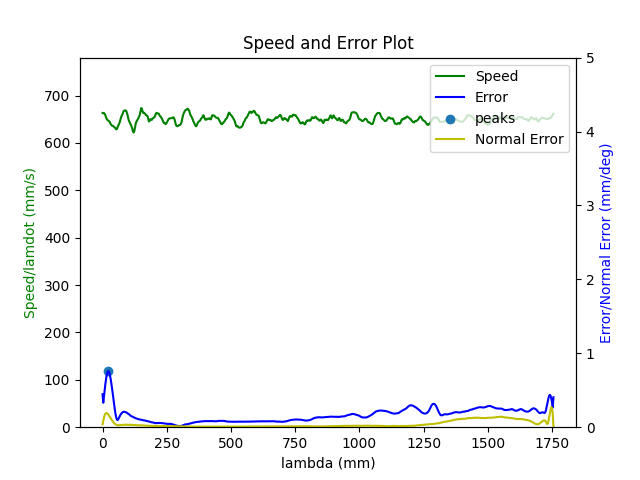 Speed and Error Plot
Speed
Error
peaks
Normal Error
Speed/lamdot (mm/s)
700
600
500
400
300
200
100
0
5
4
3
2
1
0
Error/Normal Error (mm/deg)
0 250 500 750 1000 1250 1500 1750
lambda (mm)